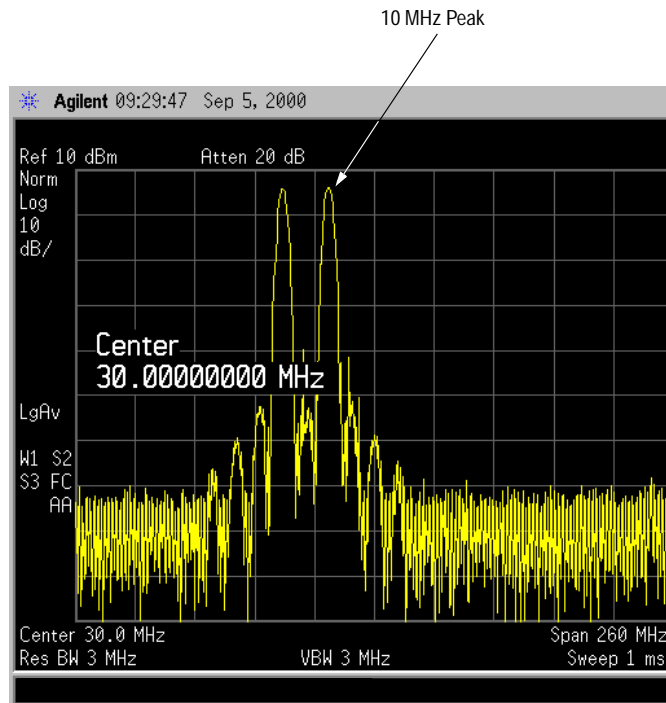 10 MHz Peak
Agilent 09:29:47 Sep 5, 2000
Ref 10 dBm Atten 20 dB
Norm
Log
10
dB/
Center
30.00000000 MHz
LgAv
W1 S2
S3 FC
AA
Center 30.0 MHz Span 260 MHz
Res BW 3 MHz VBW 3 MHz Sweep 1 ms